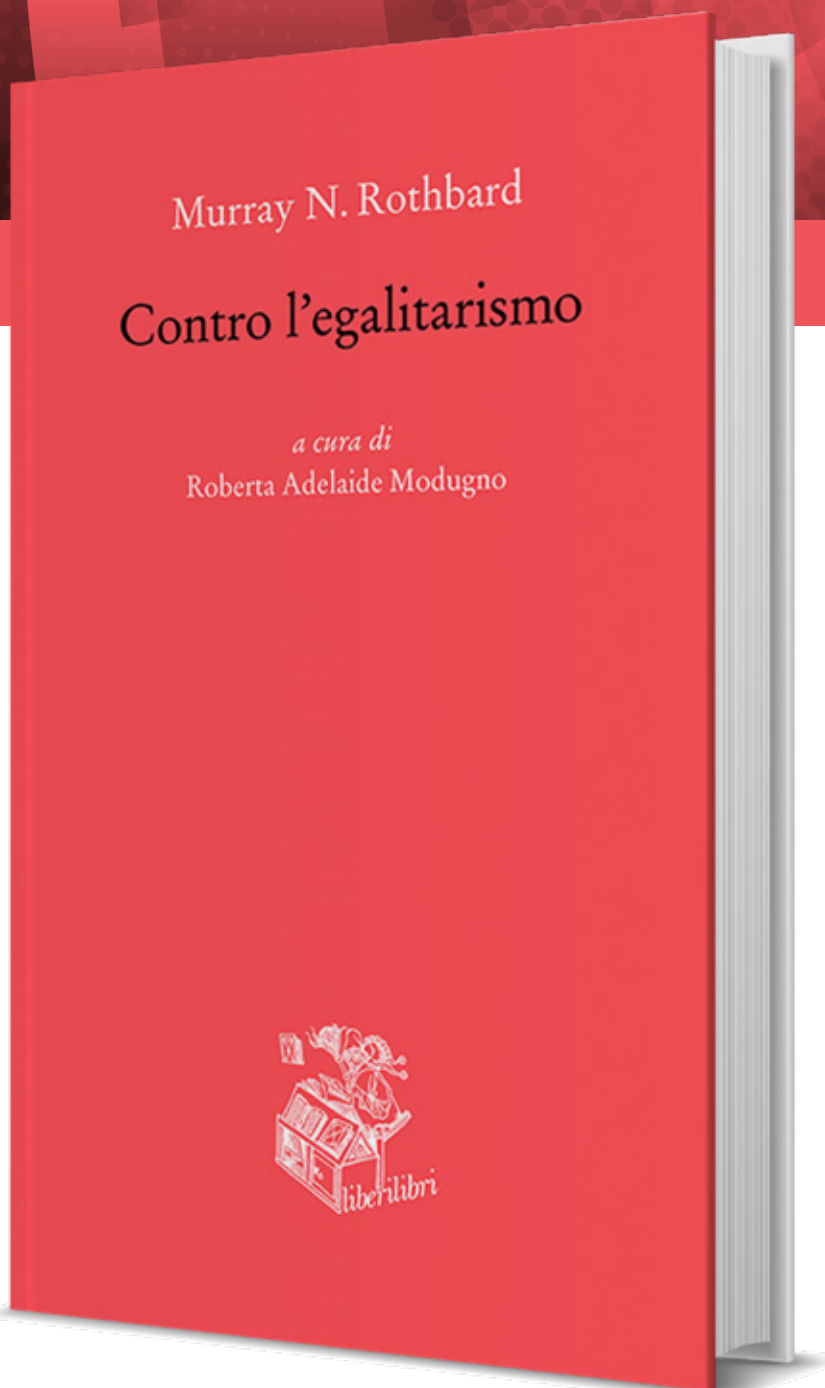 Murray N. Rothbard
Contro l’egalitarismo
a cura di
Roberta Adelaide Modugno
liberilibri